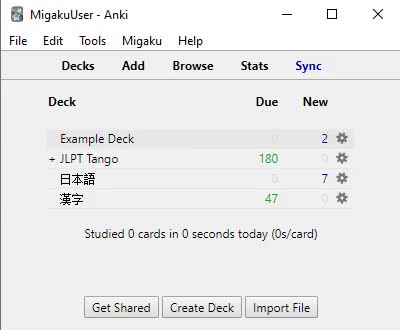 MigakuUser - Anki
File Edit Tools Migaku Help
Decks Add Browse Stats Sync
Deck Due New
Example Deck 0 2
+ JLPT Tango 180 0
日本語 0 7
漢字 47 0
Studied 0 cards in 0 seconds today (0s/card)
Get Shared Create Deck Import File